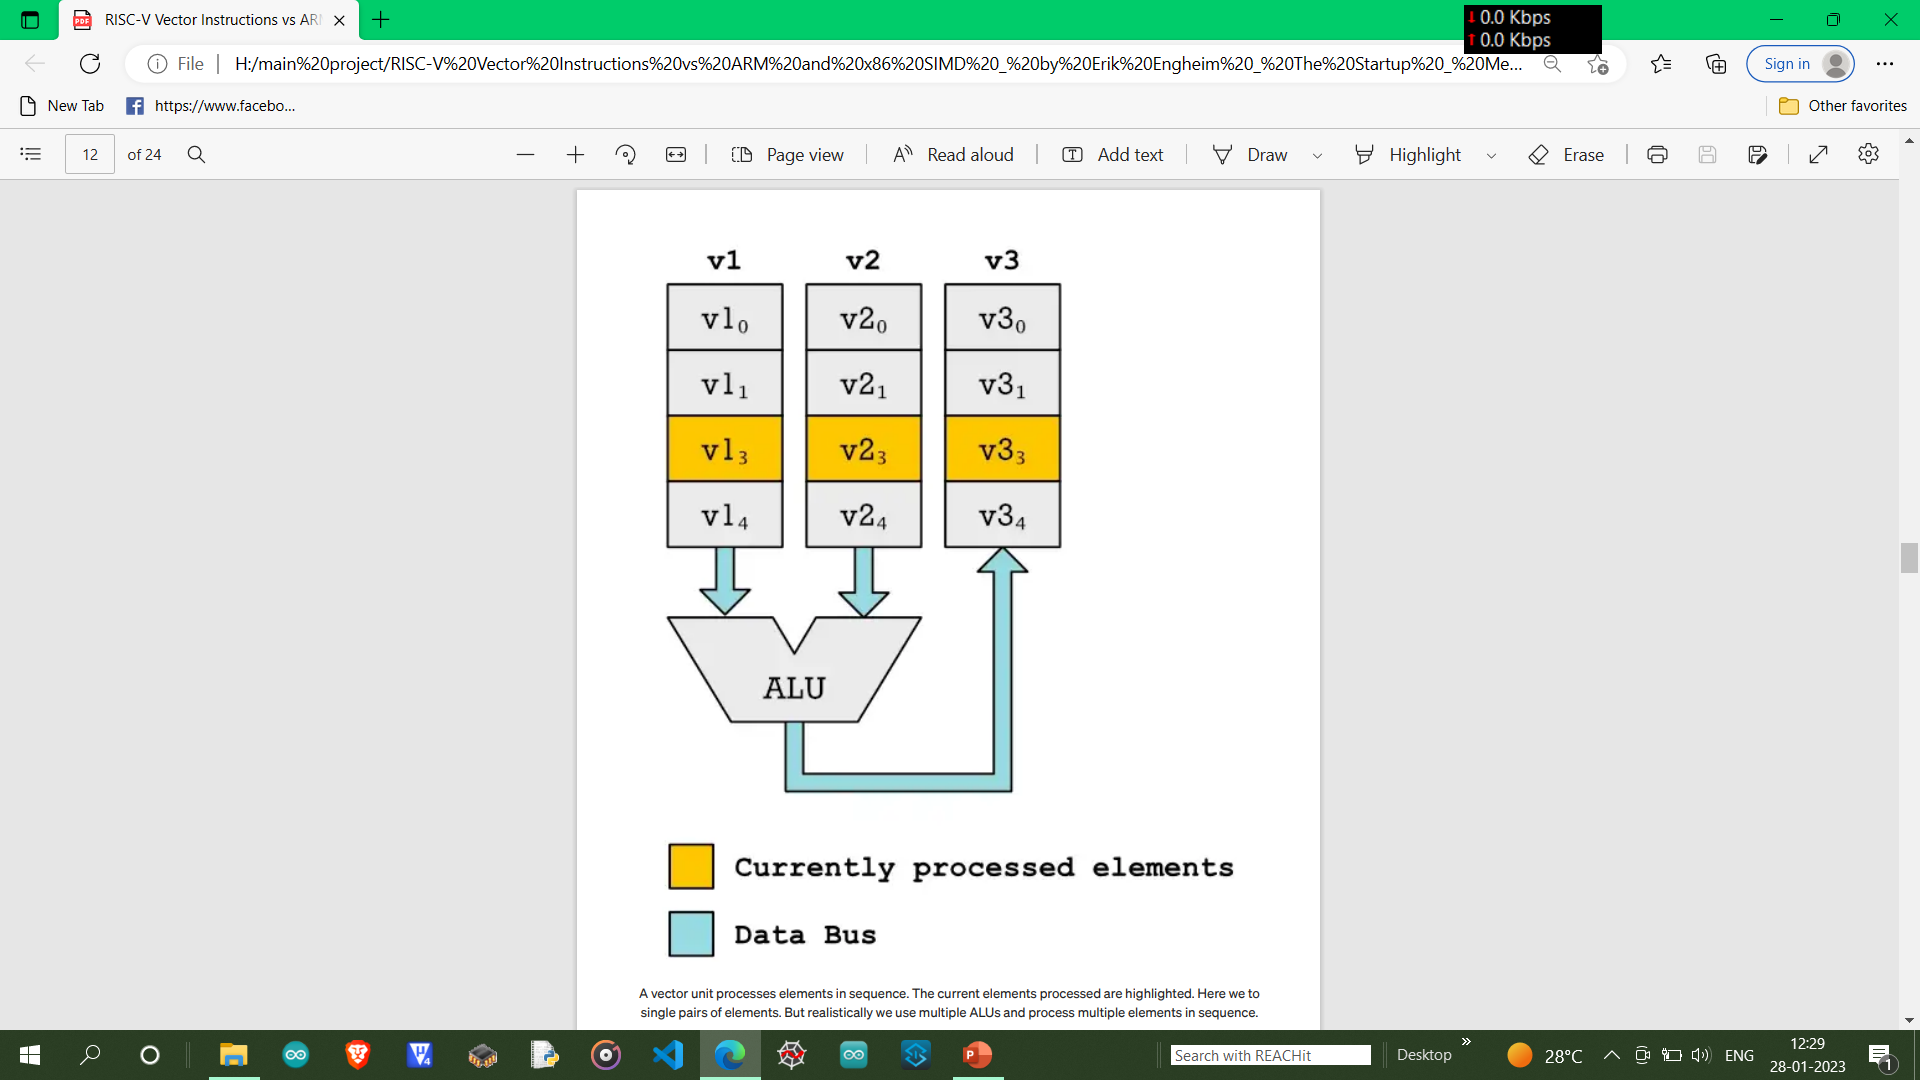 RISC-V Vector Instructions vs AR
0.0 Kbps
0.0 Kbps
File
H:/main%20project/RISC-V%20Vector%20Instructions%20vs%20ARM%20and%20x86%20SIMD%20_%20by%20Erik%20Engheim%20_%20The%20Startup%20_%20Me...
Sign in
New Tab
https://www.facebo...
Other favorites
12 of 24
Page view
Read aloud
Add text
Draw
Highlight
Erase
v1 v2 v3
v1₀ v2₀ v3₀
v1₁ v2₁ v3₁
v1₃ v2₃ v3₃
v1₄ v2₄ v3₄
ALU
Currently processed elements
Data Bus
A vector unit processes elements in sequence. The current elements processed are highlighted. Here we to
single pairs of elements. But realistically we use multiple ALUs and process multiple elements in sequence.
Search with REACHit
Desktop
28°C
ENG
12:29
28-01-2023
1